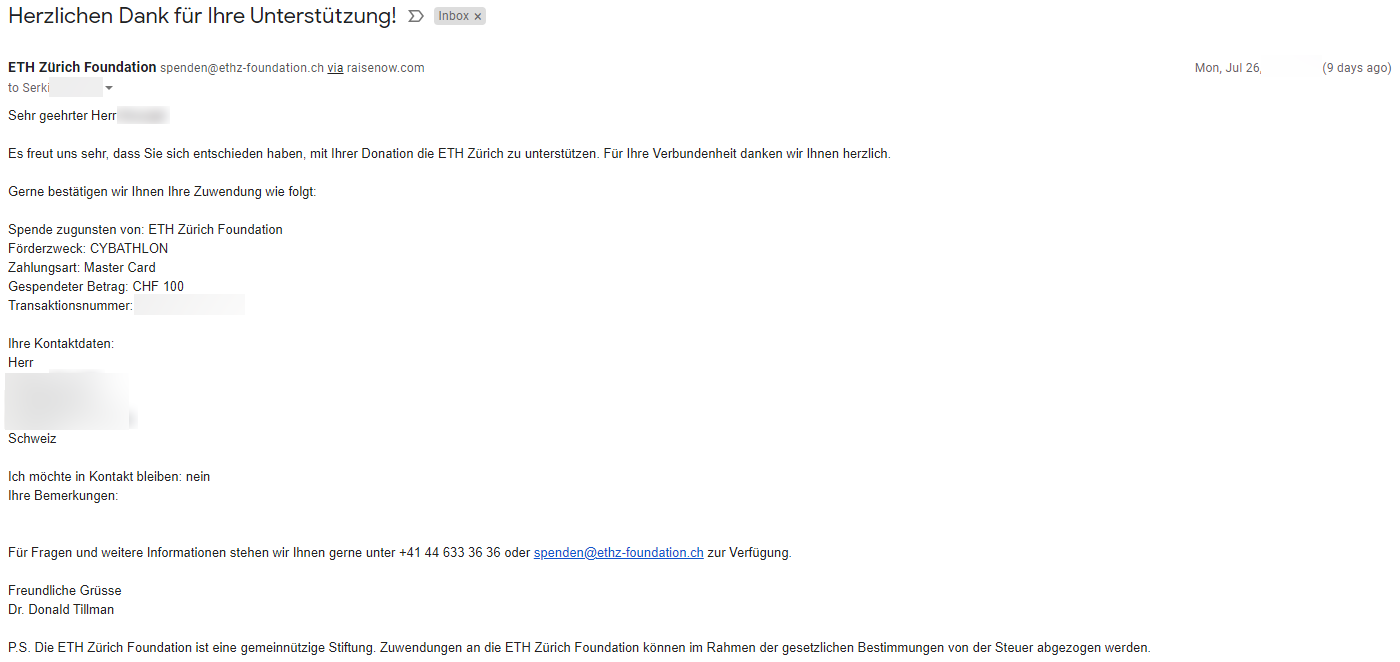 Herzlichen Dank für Ihre Unterstützung! Inbox x
ETH Zürich Foundation spenden@ethz-foundation.ch via raisenow.com Mon, Jul 26, (9 days ago)
to Serki
Sehr geehrter Herr
Es freut uns sehr, dass Sie sich entschieden haben, mit Ihrer Donation die ETH Zürich zu unterstützen. Für Ihre Verbundenheit danken wir Ihnen herzlich.
Gerne bestätigen wir Ihnen Ihre Zuwendung wie folgt:
Spende zugunsten von: ETH Zürich Foundation
Förderzweck: CYBATHLON
Zahlungsart: Master Card
Gespendeter Betrag: CHF 100
Transaktionsnummer:
Ihre Kontaktdaten:
Herr
Schweiz
Ich möchte in Kontakt bleiben: nein
Ihre Bemerkungen:
Für Fragen und weitere Informationen stehen wir Ihnen gerne unter +41 44 633 36 36 oder spenden@ethz-foundation.ch zur Verfügung.
Freundliche Grüsse
Dr. Donald Tillman
P.S. Die ETH Zürich Foundation ist eine gemeinnützige Stiftung. Zuwendungen an die ETH Zürich Foundation können im Rahmen der gesetzlichen Bestimmungen von der Steuer abgezogen werden.